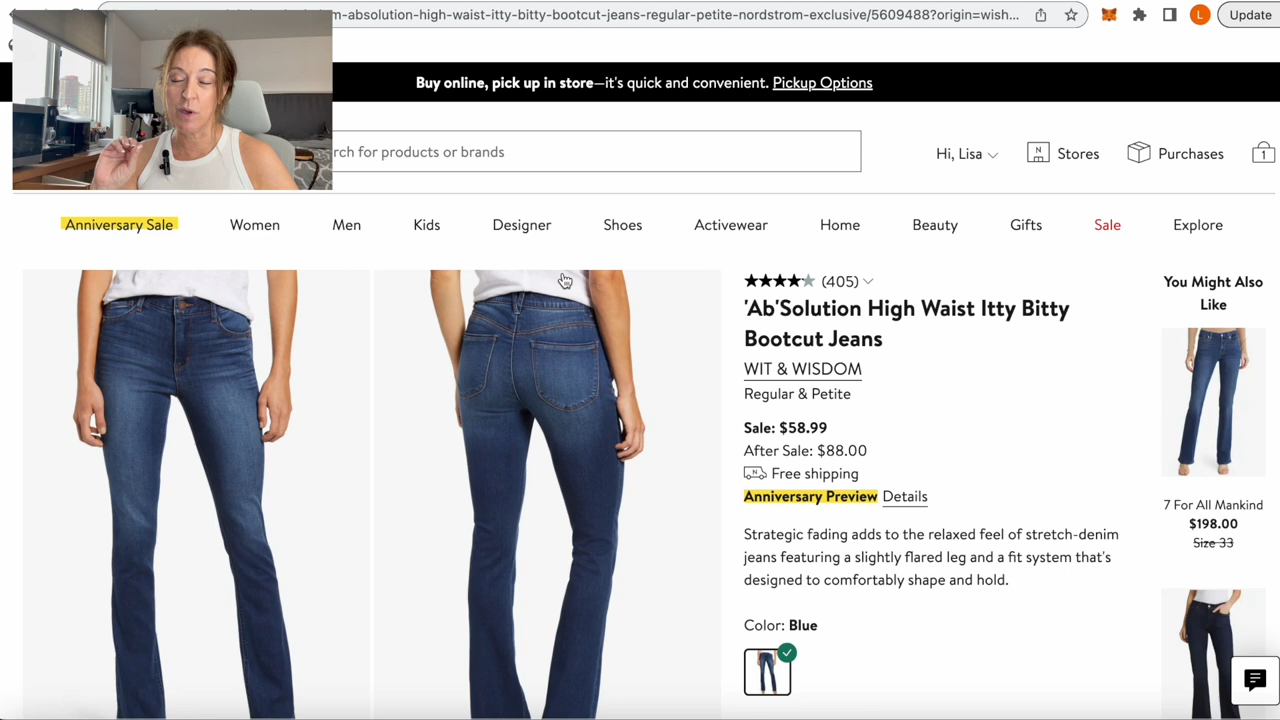 m-absolution-high-waist-itty-bitty-bootcut-jeans-regular-petite-nordstrom-exclusive/5609488?origin=wish...
L
Update
Buy online, pick up in store—it's quick and convenient. Pickup Options
rch for products or brands
Hi, Lisa
N
Stores
Purchases
1
Anniversary Sale
Women
Men
Kids
Designer
Shoes
Activewear
Home
Beauty
Gifts
Sale
Explore
(405)
'Ab'Solution High Waist Itty Bitty
Bootcut Jeans
WIT & WISDOM
Regular & Petite
Sale: $58.99
After Sale: $88.00
N
Free shipping
Anniversary Preview Details
Strategic fading adds to the relaxed feel of stretch-denim
jeans featuring a slightly flared leg and a fit system that's
designed to comfortably shape and hold.
Color: Blue
You Might Also
Like
7 For All Mankind
$198.00
Size 33